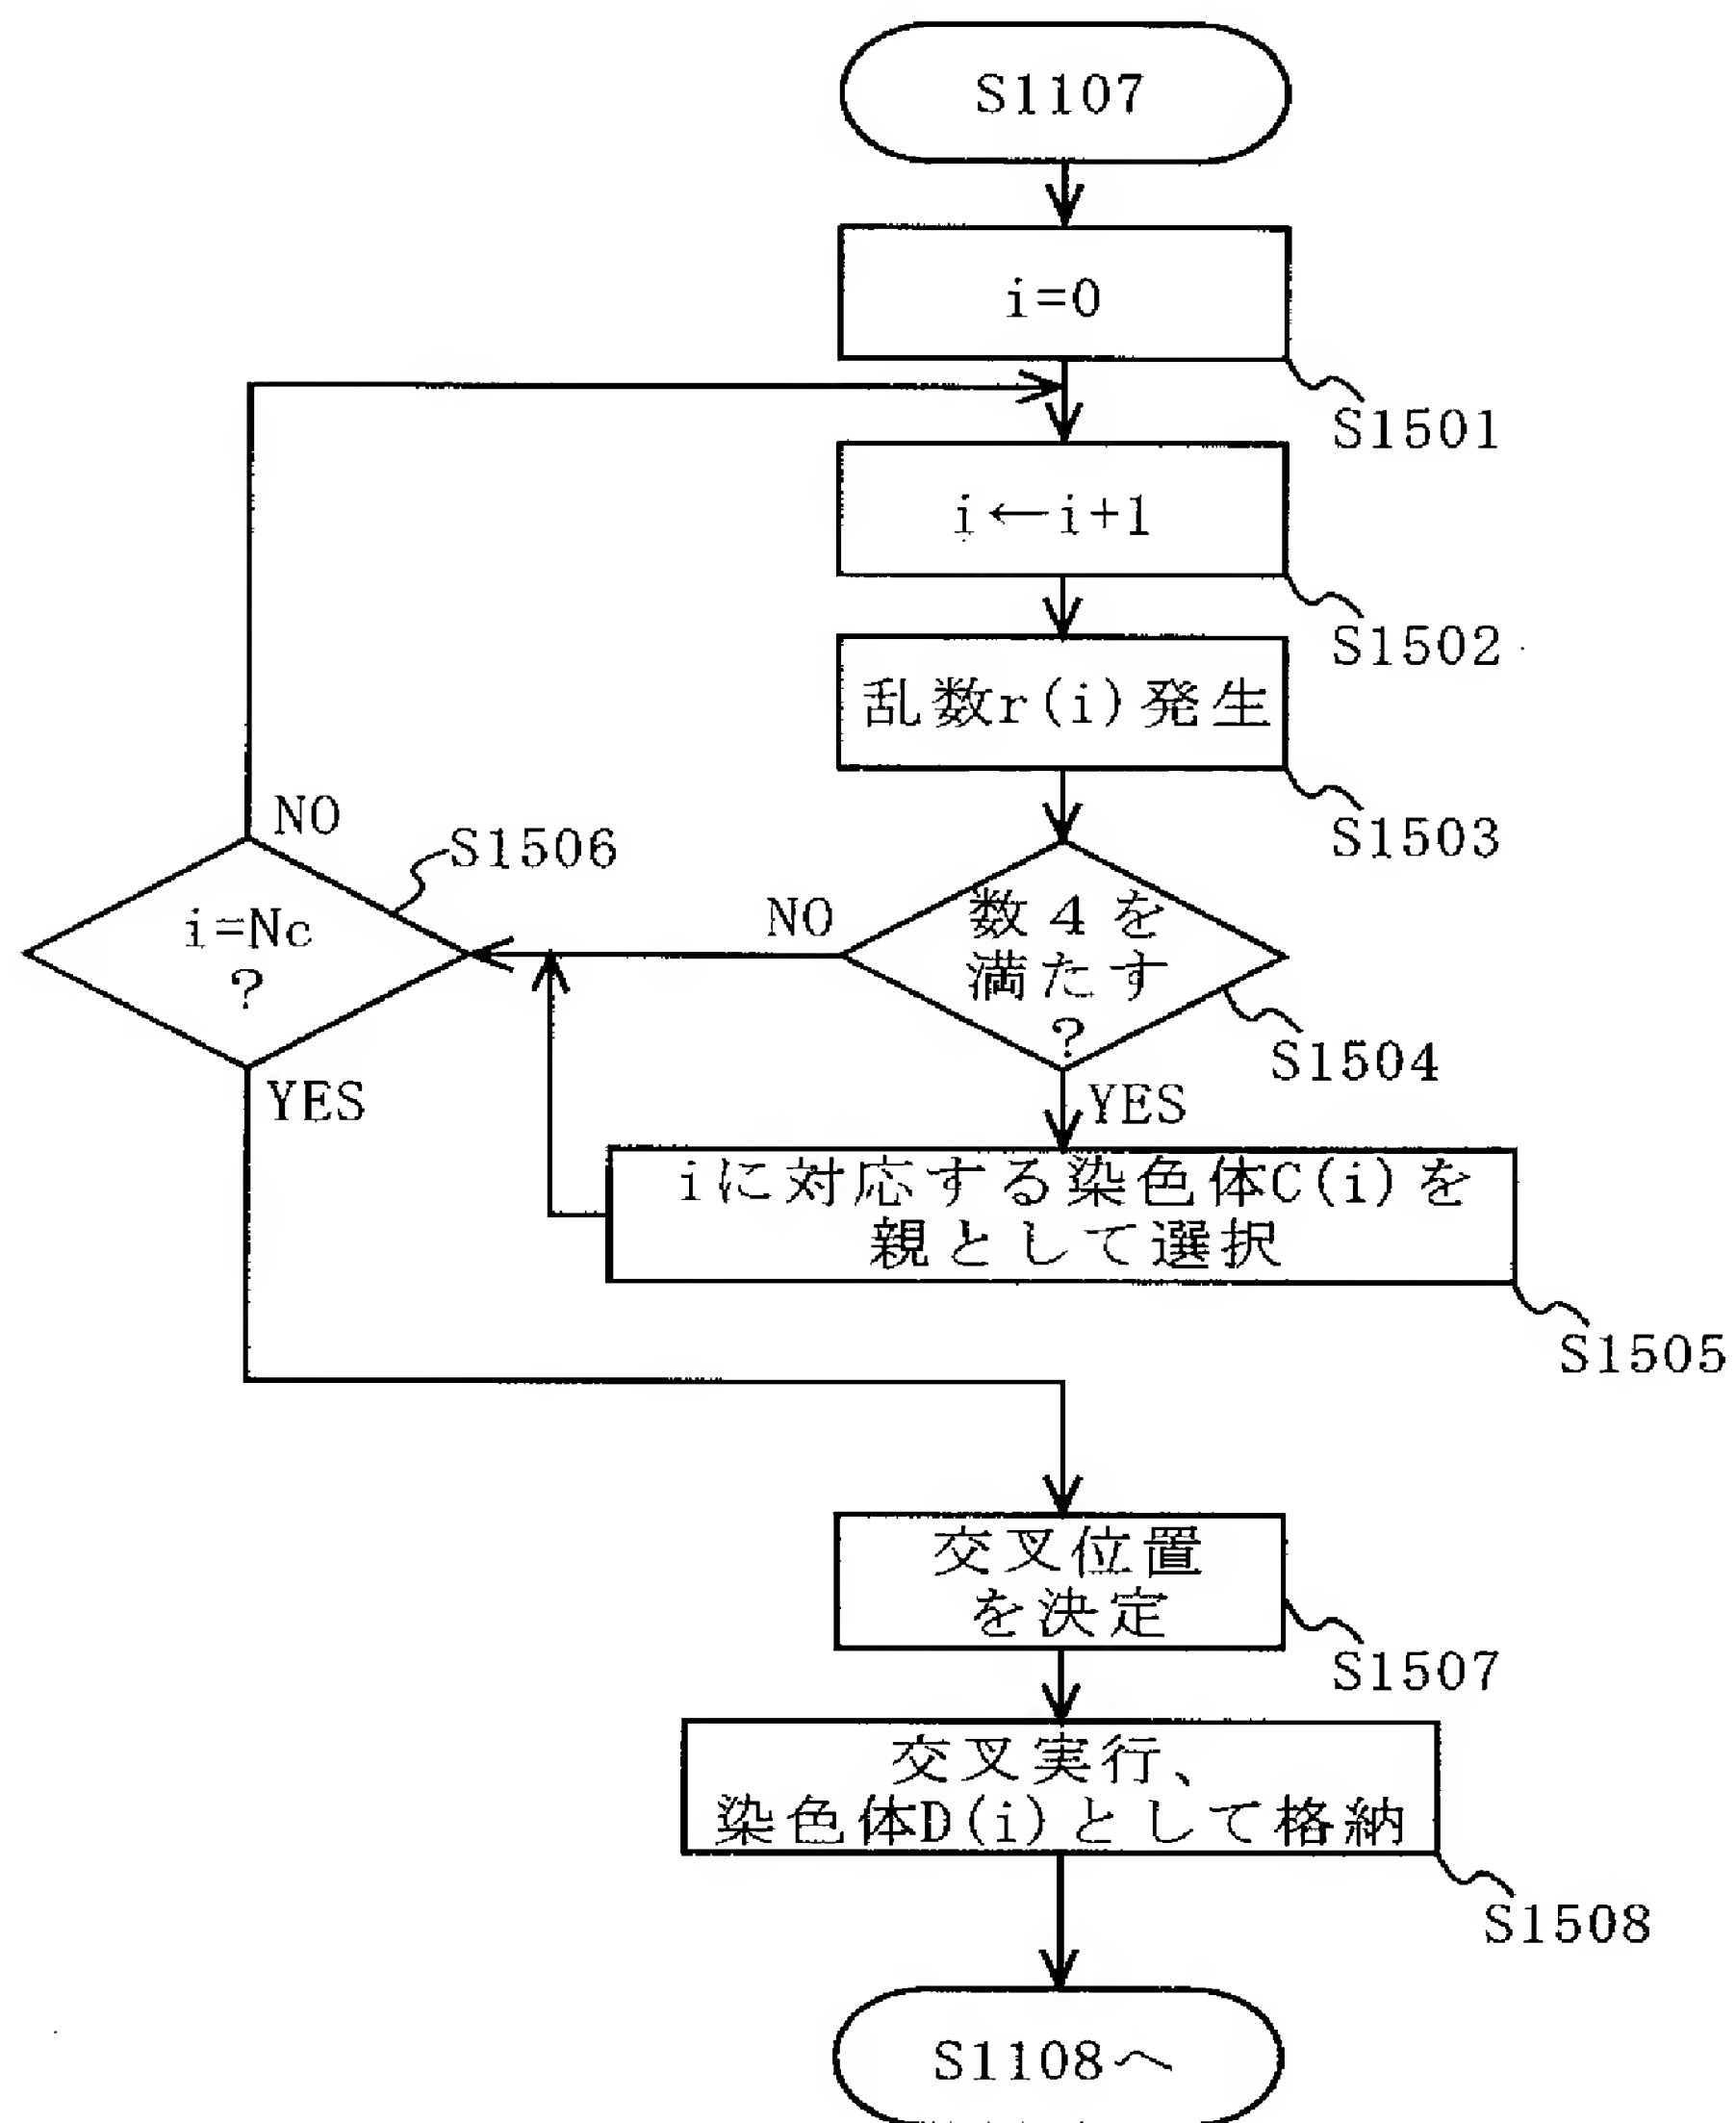 S1107
i=0
S1501
i←i+1
S1502
乱数r(i)発生
S1503
NO
S1506
i=Nc
?
YES
NO
数4を
満たす
?
S1504
YES
iに対応する染色体C(i)を
親として選択
S1505
交叉位置
を決定
S1507
交叉実行、
染色体D(i)として格納
S1508
S1108へ